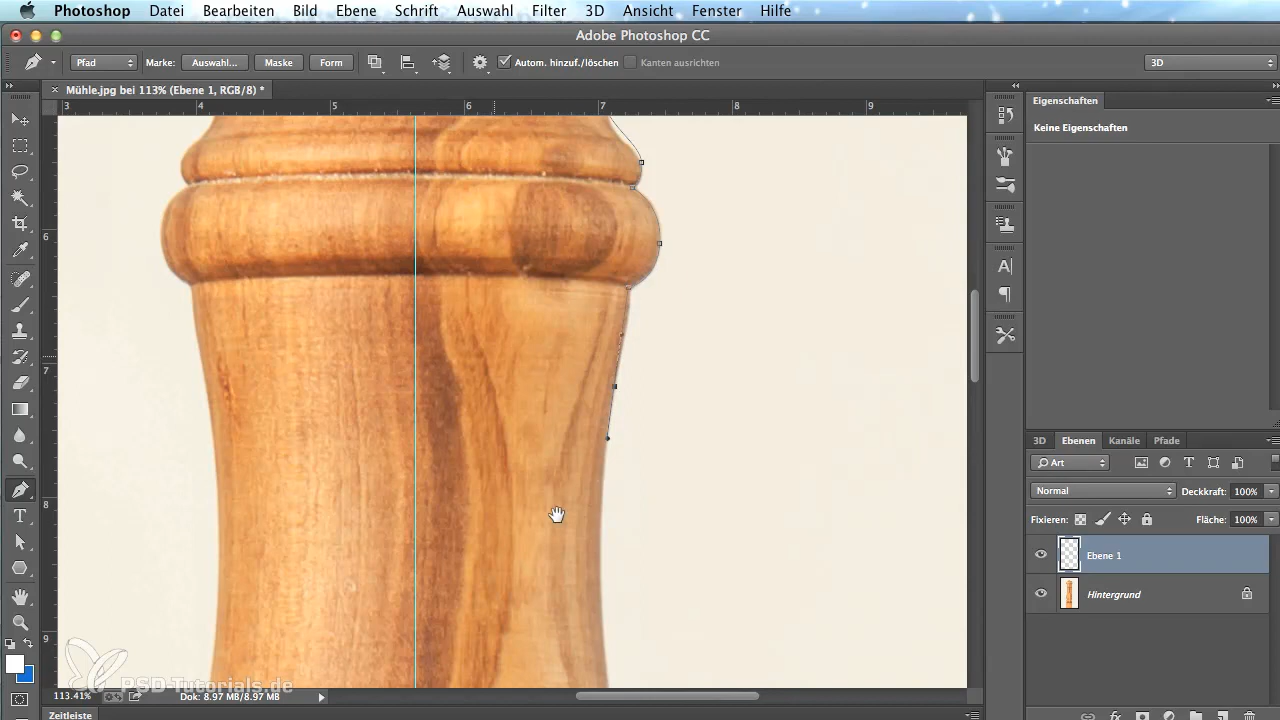 Photoshop Datei Bearbeiten Bild Ebene Schrift Auswahl Filter 3D Ansicht Fenster Hilfe
Adobe Photoshop CC
Pfad Marke: Auswahl... Maske Form Autom. hinzuf./löschen Kanten ausrichten 3D
Mühle.jpg bei 113% (Ebene 1, RGB/8) *
3 4 5 6 7 8 9
6
7
8
9
Eigenschaften
Keine Eigenschaften
3D Ebenen Kanäle Pfade
Art
Normal Deckkraft: 100%
Fixieren: Fläche: 100%
Ebene 1
Hintergrund
PSD-Tutorials.de
113.41% Dok: 8.97 MB/8.97 MB
Zeitleiste